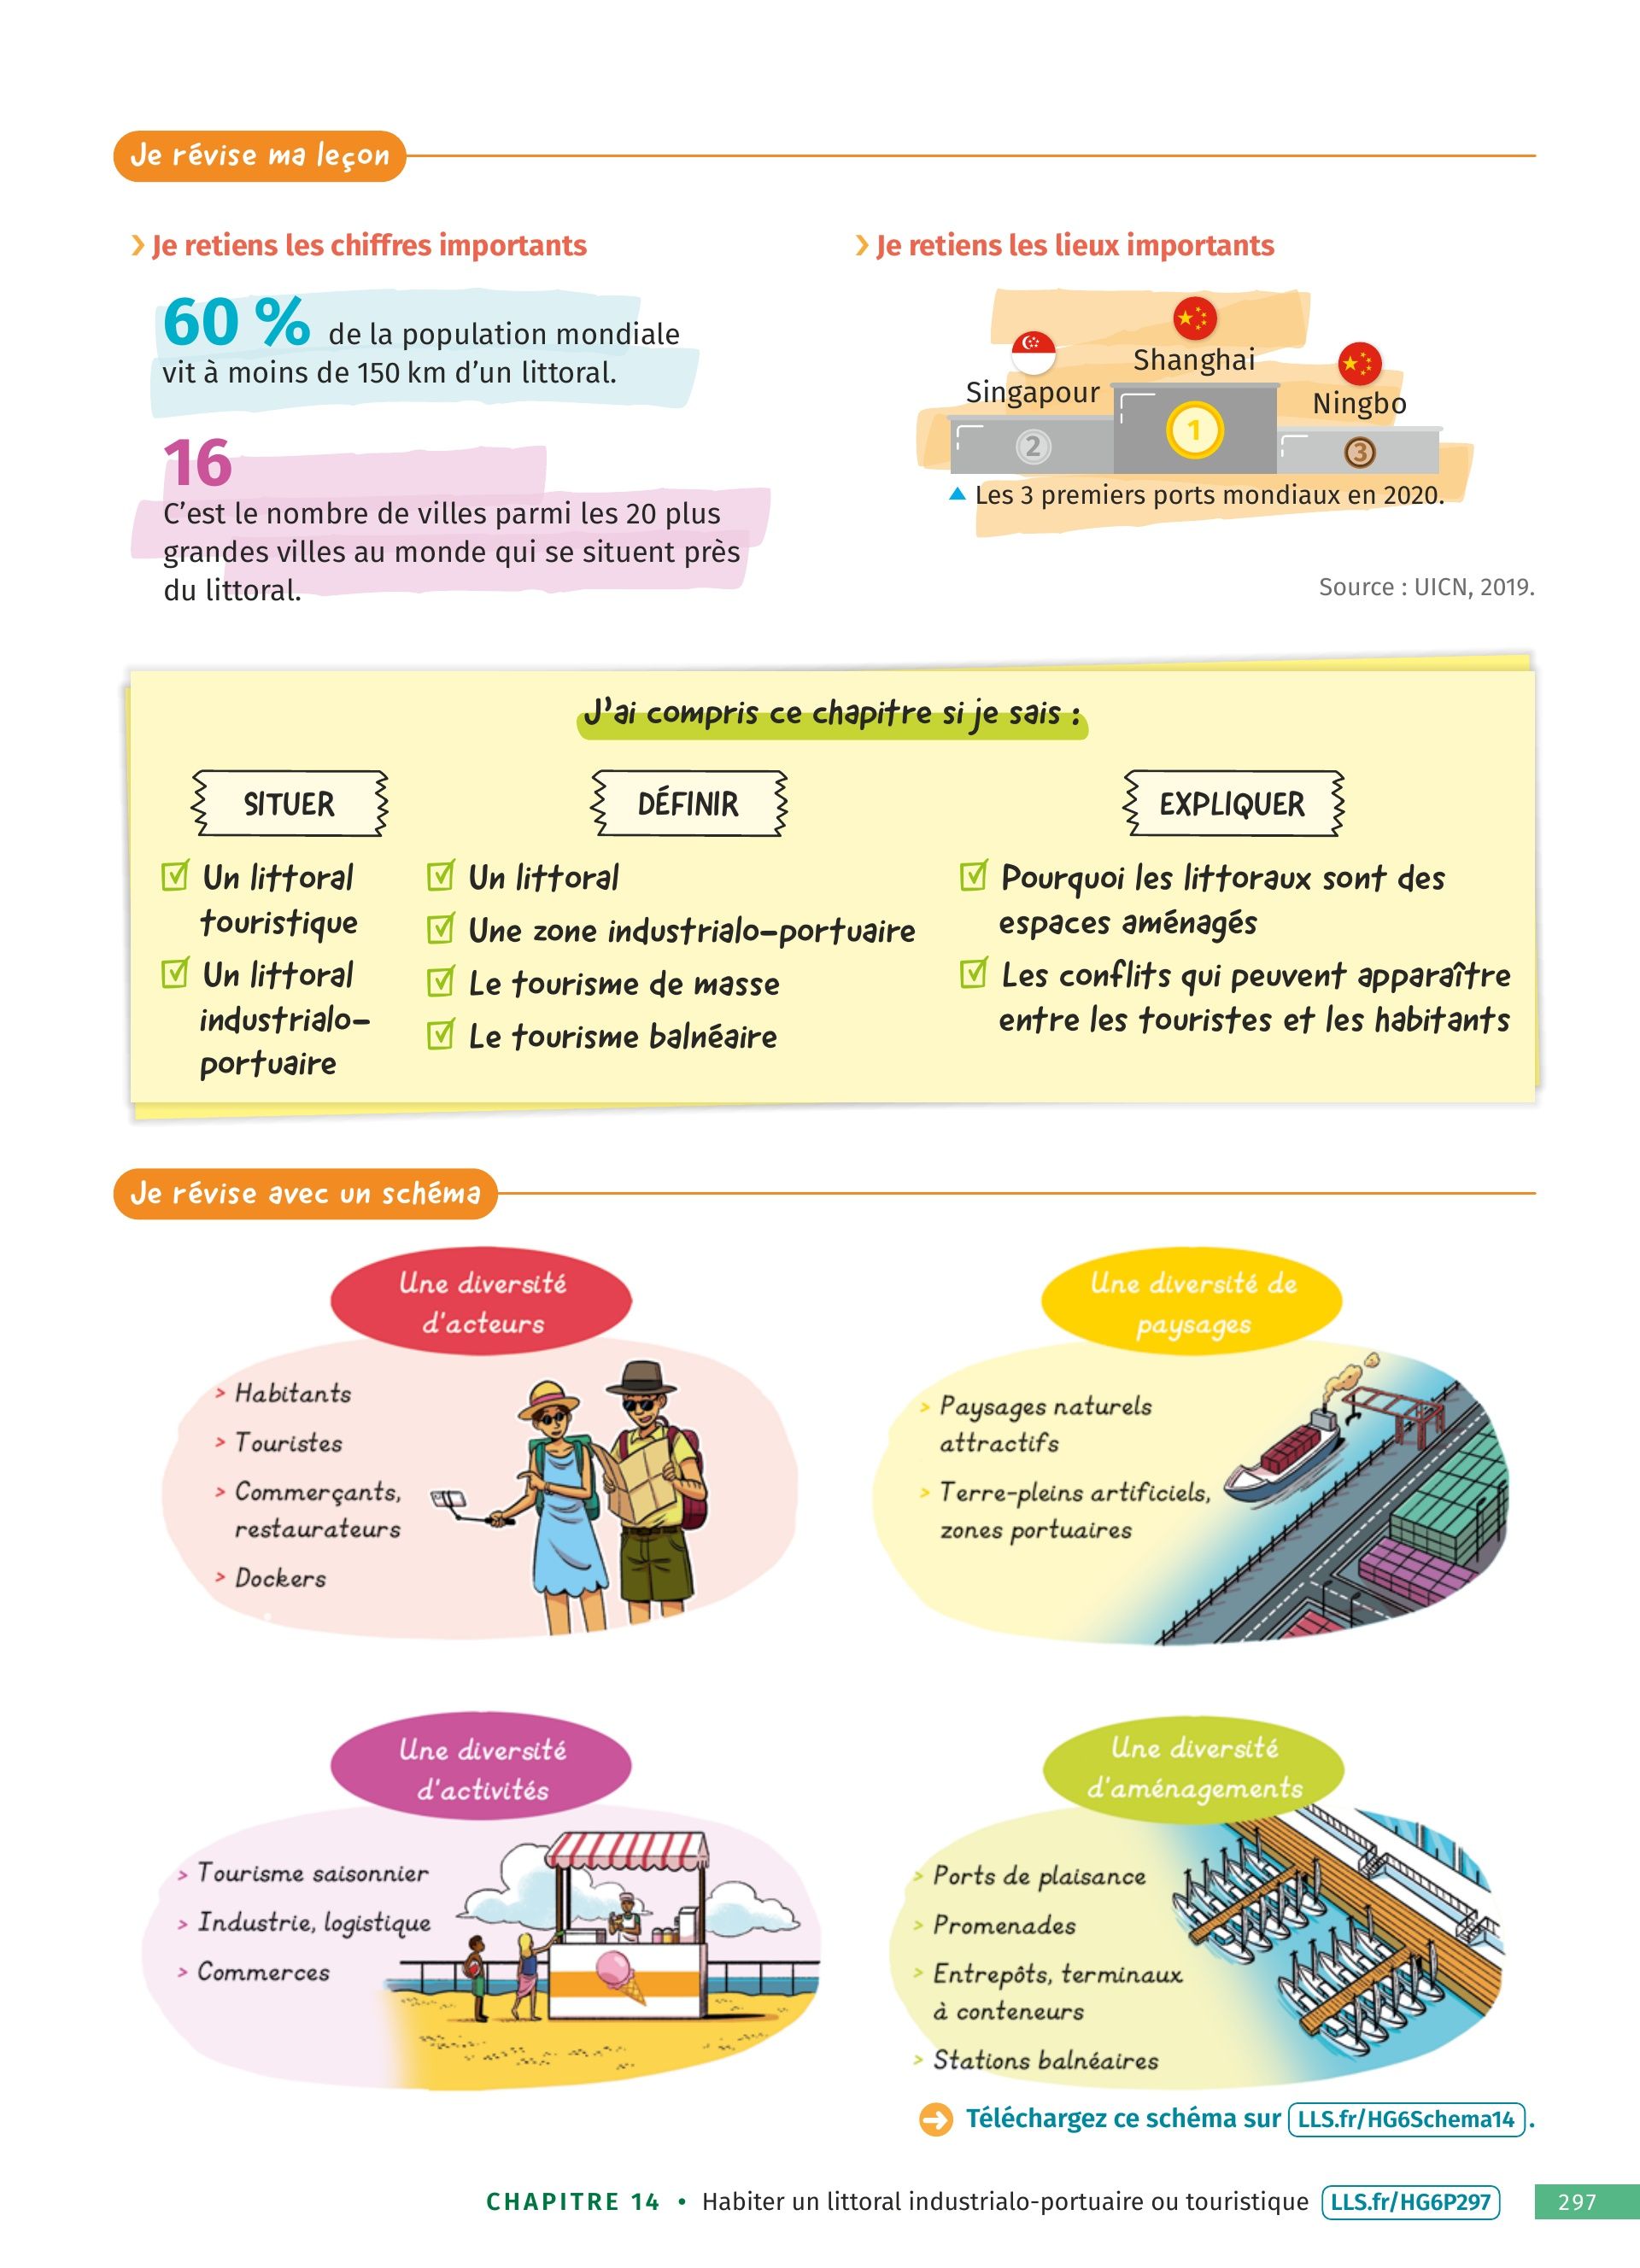 Je révise ma leçon
Je retiens les chiffres importants
60 % de la population mondiale
vit à moins de 150 km d’un littoral.
16
C’est le nombre de villes parmi les 20 plus
grandes villes au monde qui se situent près
du littoral.
Je retiens les lieux importants
Shanghai
Singapour
Ningbo
1
2
3
Les 3 premiers ports mondiaux en 2020.
Source : UICN, 2019.
J’ai compris ce chapitre si je sais :
SITUER
Un littoral
touristique
Un littoral
industrialo-
portuaire
DÉFINIR
Un littoral
Une zone industrialo-portuaire
Le tourisme de masse
Le tourisme balnéaire
EXPLIQUER
Pourquoi les littoraux sont des
espaces aménagés
Les conflits qui peuvent apparaître
entre les touristes et les habitants
Je révise avec un schéma
Une diversité
d’acteurs
> Habitants
> Touristes
> Commerçants,
restaurateurs
> Dockers
Une diversité de
paysages
> Paysages naturels
attractifs
> Terre-pleins artificiels,
zones portuaires
Une diversité
d’activités
> Tourisme saisonnier
> Industrie, logistique
> Commerces
Une diversité
d’aménagements
> Ports de plaisance
> Promenades
> Entrepôts, terminaux
à conteneurs
> Stations balnéaires
Téléchargez ce schéma sur LLS.fr/HG6Schema14.
CHAPITRE 14 • Habiter un littoral industrialo-portuaire ou touristique LLS.fr/HG6P297 297